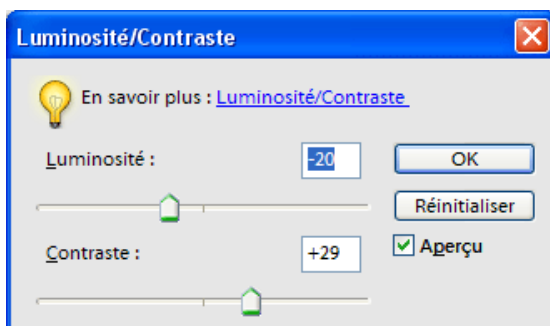 Luminosité/Contraste
En savoir plus : Luminosité/Contraste
Luminosité : -20 OK
Réinitialiser
Contraste : +29 Aperçu